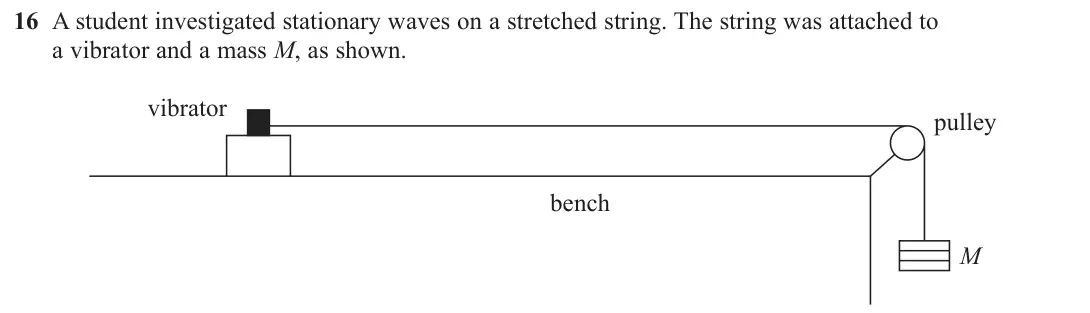 16 A student investigated stationary waves on a stretched string. The string was attached to
a vibrator and a mass M, as shown.
vibrator
pulley
bench
M